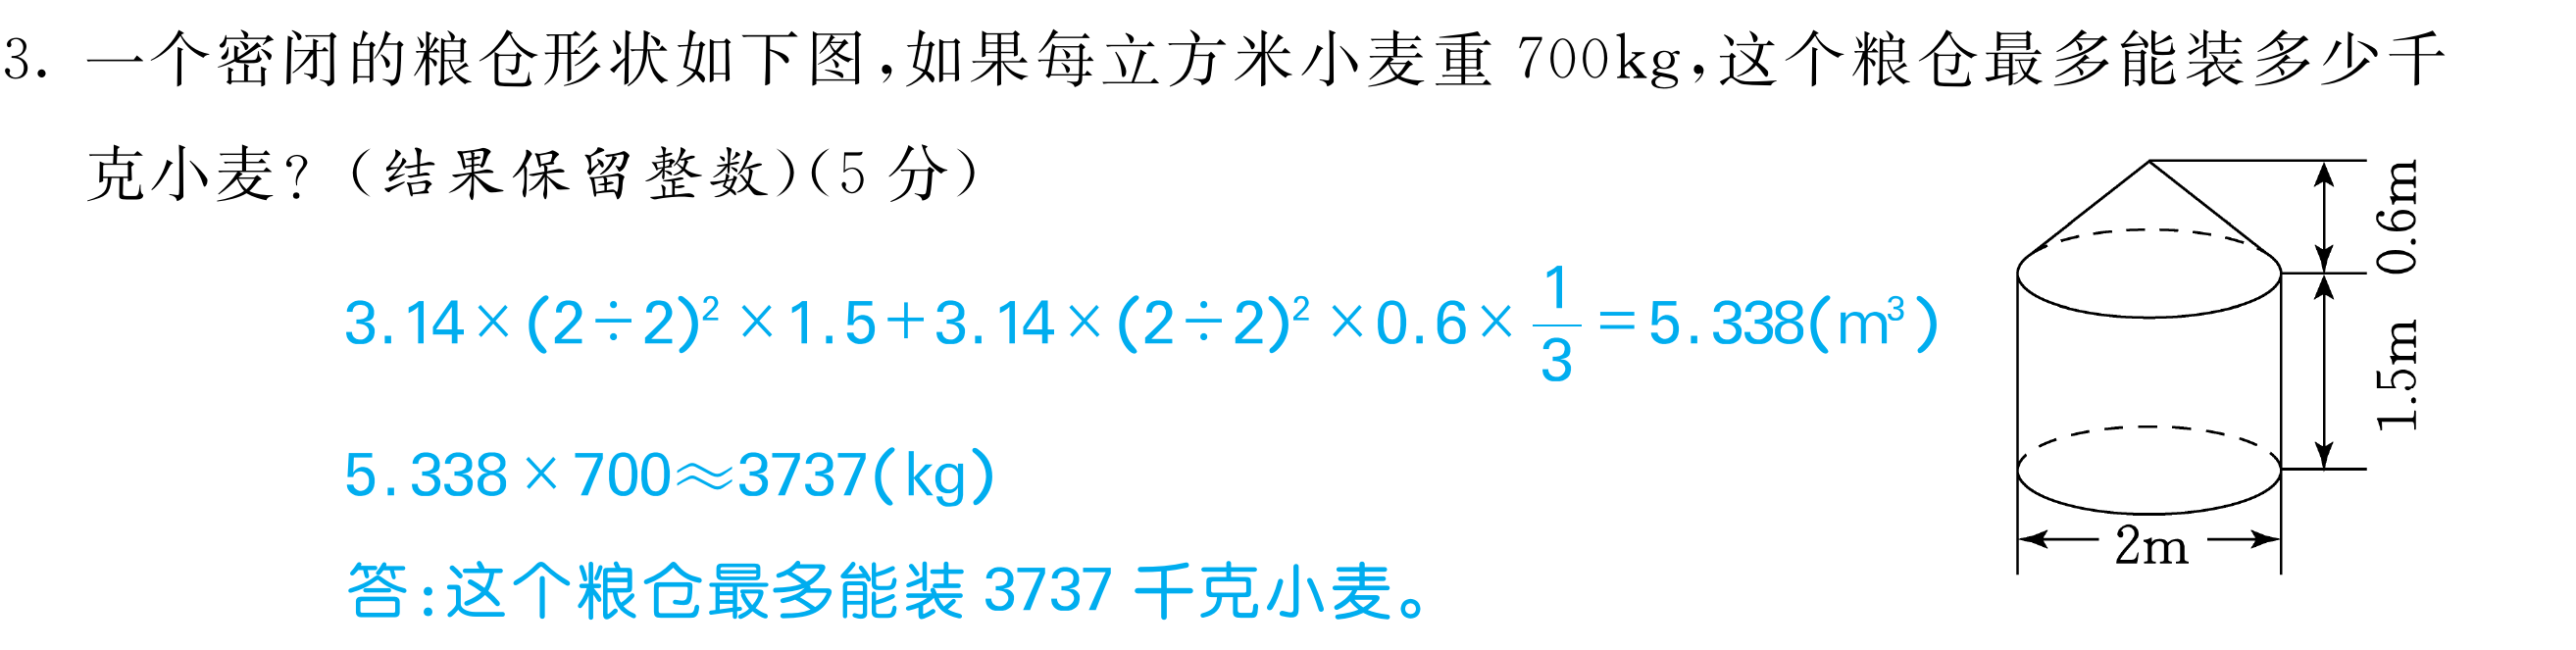 3. 一个密闭的粮仓形状如下图,如果每立方米小麦重 700kg,这个粮仓最多能装多少千
克小麦?(结果保留整数)(5 分)
3.14×(2÷2)²×1.5+3.14×(2÷2)²×0.6×1/3=5.338(m³)
5.338×700≈3737(kg)
答:这个粮仓最多能装 3737 千克小麦。
0.6m
1.5m
2m